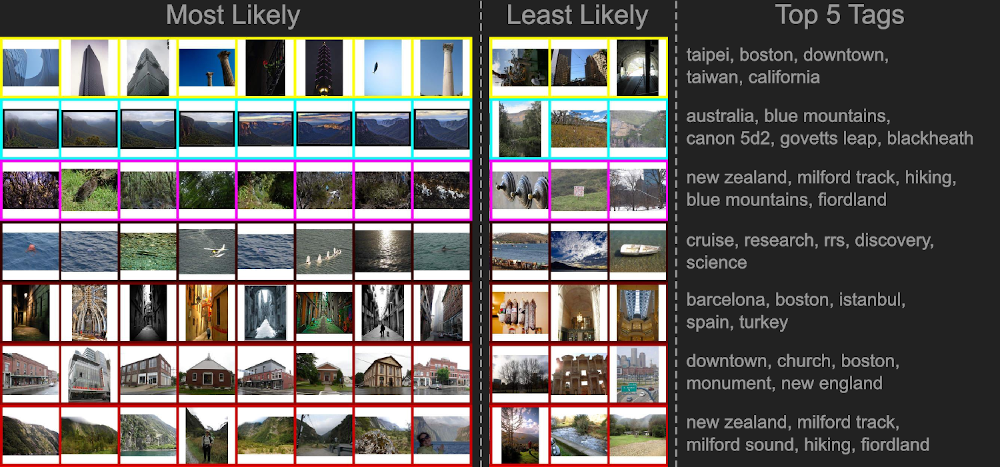 Most Likely
Least Likely
Top 5 Tags
taipei, boston, downtown,
taiwan, california
australia, blue mountains,
canon 5d2, govetts leap, blackheath
new zealand, milford track, hiking,
blue mountains, fiordland
cruise, research, rrs, discovery,
science
barcelona, boston, istanbul,
spain, turkey
downtown, church, boston,
monument, new england
new zealand, milford track,
milford sound, hiking, fiordland